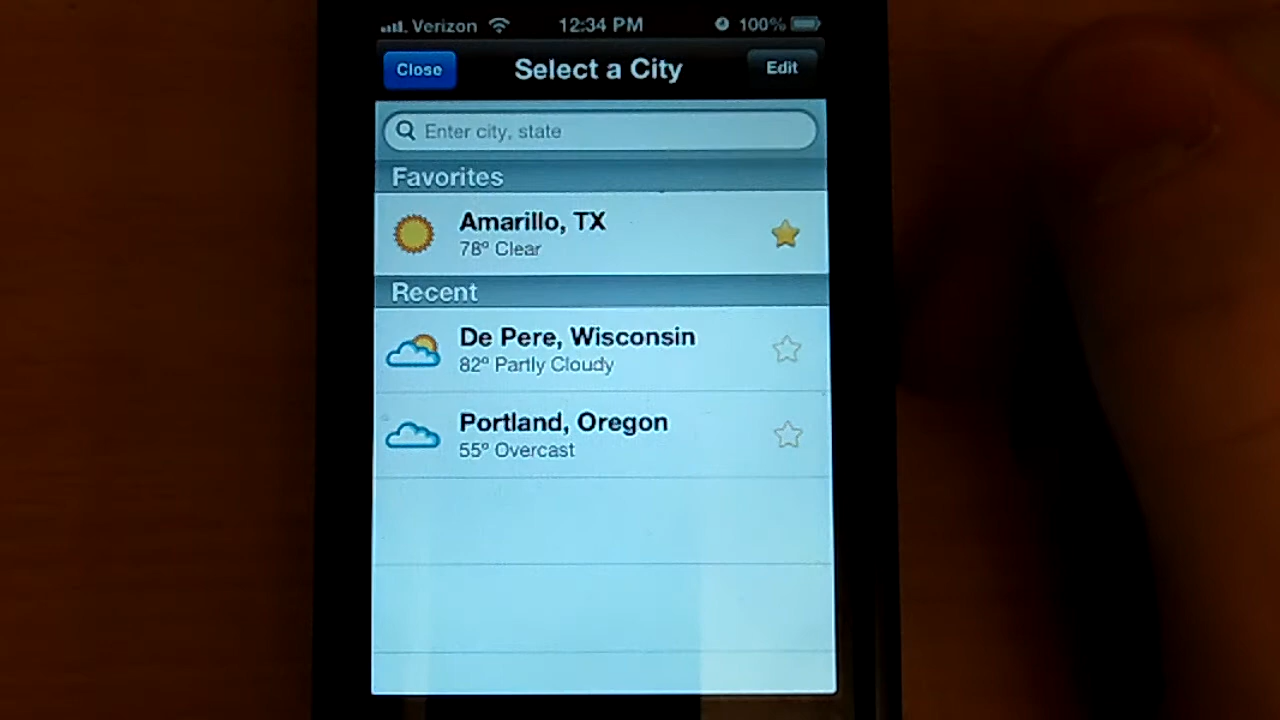 Verizon 12:34 PM 100%
Close Select a City Edit
Enter city, state
Favorites
Amarillo, TX
78° Clear
Recent
De Pere, Wisconsin
82° Partly Cloudy
Portland, Oregon
55° Overcast